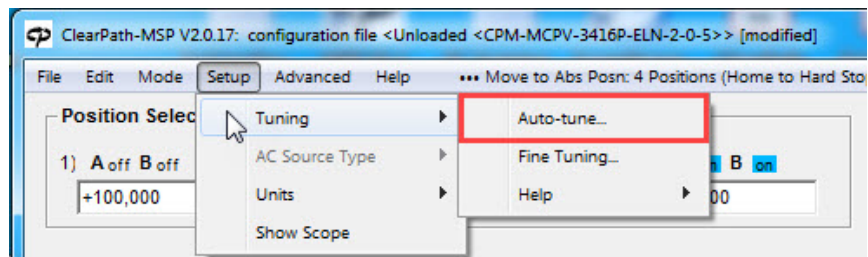 ClearPath-MSP V2.0.17: configuration file <Unloaded <CPM-MCPV-3416P-ELN-2-0-5>> [modified]
File Edit Mode Setup Advanced Help ••• Move to Abs Posn: 4 Positions (Home to Hard Sto
Position Selec
Tuning
Auto-tune...
1) A off B off
AC Source Type
Fine Tuning...
B on
+100,000
Units
Help
00
Show Scope